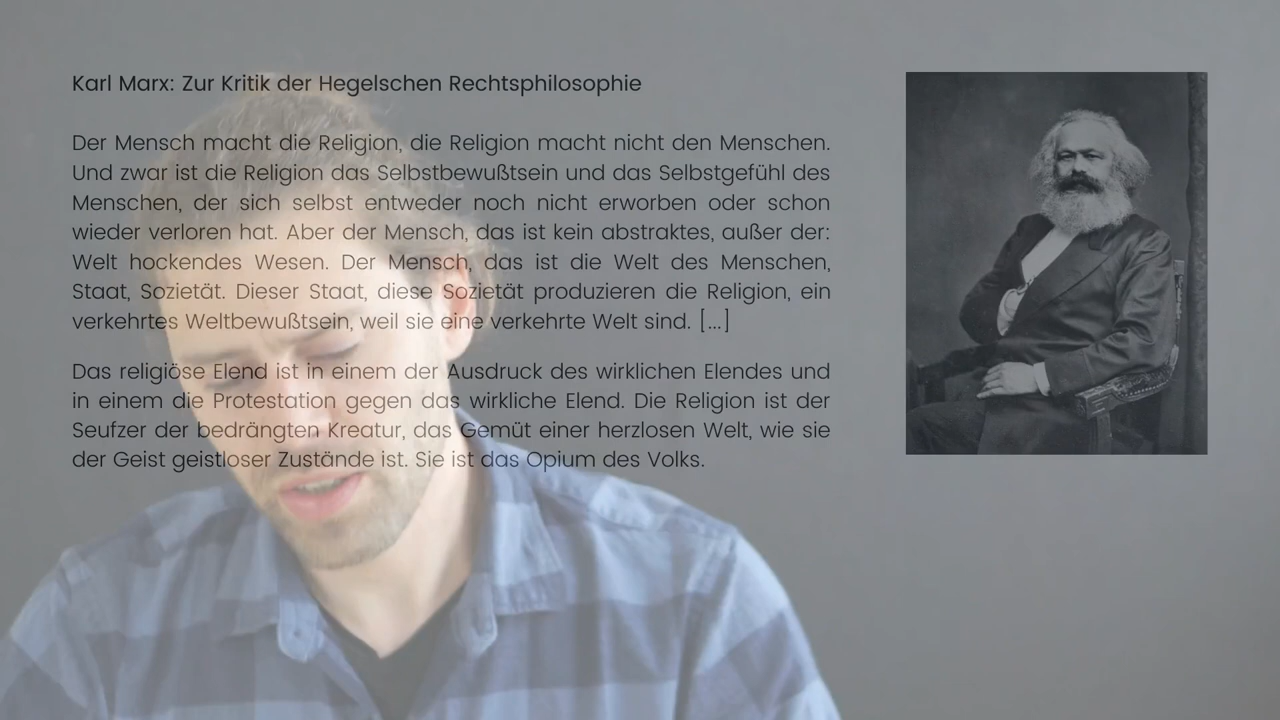 Karl Marx: Zur Kritik der Hegelschen Rechtsphilosophie
Der Mensch macht die Religion, die Religion macht nicht den Menschen.
Und zwar ist die Religion das Selbstbewußtsein und das Selbstgefühl des
Menschen, der sich selbst entweder noch nicht erworben oder schon
wieder verloren hat. Aber der Mensch, das ist kein abstraktes, außer der:
Welt hockendes Wesen. Der Mensch, das ist die Welt des Menschen,
Staat, Sozietät. Dieser Staat, diese Sozietät produzieren die Religion, ein
verkehrtes Weltbewußtsein, weil sie eine verkehrte Welt sind. [...]
Das religiöse Elend ist in einem der Ausdruck des wirklichen Elendes und
in einem die Protestation gegen das wirkliche Elend. Die Religion ist der
Seufzer der bedrängten Kreatur, das Gemüt einer herzlosen Welt, wie sie
der Geist geistloser Zustände ist. Sie ist das Opium des Volks.